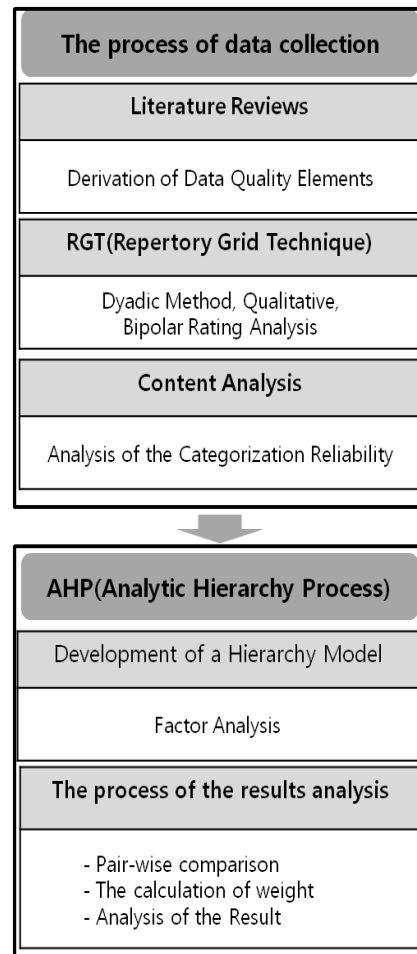 The process of data collection
Literature Reviews
Derivation of Data Quality Elements
RGT(Repertory Grid Technique)
Dyadic Method, Qualitative,
Bipolar Rating Analysis
Content Analysis
Analysis of the Categorization Reliability
AHP(Analytic Hierarchy Process)
Development of a Hierarchy Model
Factor Analysis
The process of the results analysis
- Pair-wise comparison
- The calculation of weight
- Analysis of the Result